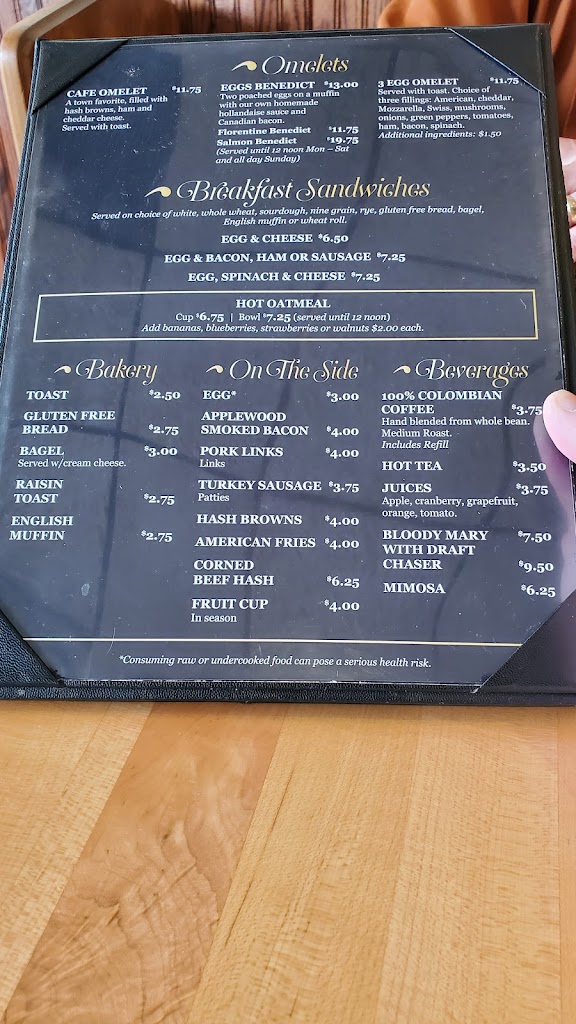 Omelets
CAFE OMELET $11.75
A town favorite, filled with
hash browns, ham and
cheddar cheese.
Served with toast.
EGGS BENEDICT $13.00
Two poached eggs on a muffin
with our own homemade
hollandaise sauce and
Canadian bacon.
Florentine Benedict $11.75
Salmon Benedict $19.75
(Served until 12 noon Mon – Sat
and all day Sunday)
3 EGG OMELET $11.75
Served with toast. Choice of
three fillings: American, cheddar,
Mozzarella, Swiss, mushrooms,
onions, green peppers, tomatoes,
ham, bacon, spinach.
Additional ingredients: $1.50
Breakfast Sandwiches
Served on choice of white, whole wheat, sourdough, nine grain, rye, gluten free bread, bagel,
English muffin or wheat roll.
EGG & CHEESE $6.50
EGG & BACON, HAM OR SAUSAGE $7.25
EGG, SPINACH & CHEESE $7.25
HOT OATMEAL
Cup $6.75 | Bowl $7.25 (served until 12 noon)
Add bananas, blueberries, strawberries or walnuts $2.00 each.
Bakery
TOAST $2.50
GLUTEN FREE
BREAD $2.75
BAGEL $3.00
Served w/cream cheese.
RAISIN
TOAST $2.75
ENGLISH
MUFFIN $2.75
On The Side
EGG* $3.00
APPLEWOOD
SMOKED BACON $4.00
PORK LINKS $4.00
Links
TURKEY SAUSAGE $3.75
Patties
HASH BROWNS $4.00
AMERICAN FRIES $4.00
CORNED
BEEF HASH $6.25
FRUIT CUP $4.00
In season
Beverages
100% COLOMBIAN
COFFEE $3.75
Hand blended from whole bean.
Medium Roast.
Includes Refill
HOT TEA $3.50
JUICES $3.75
Apple, cranberry, grapefruit,
orange, tomato.
BLOODY MARY $7.50
WITH DRAFT
CHASER $9.50
MIMOSA $6.25
*Consuming raw or undercooked food can pose a serious health risk.